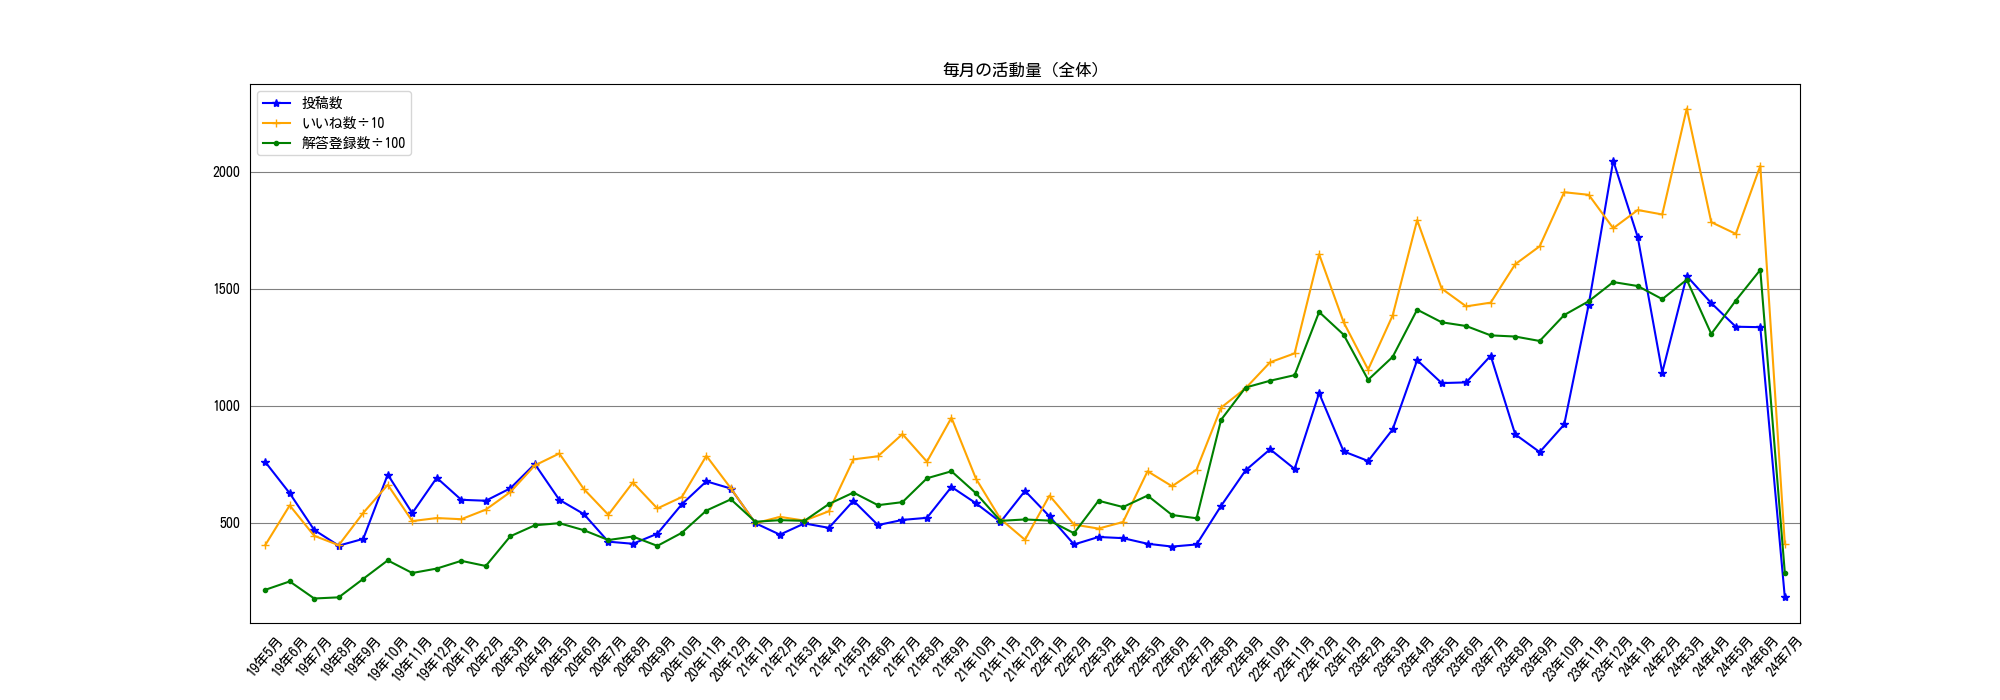 毎月の活動量（全体）
投稿数
いいね数÷10
解答登録数÷100
2000
1500
1000
500
19年5月
19年6月
19年7月
19年8月
19年9月
19年10月
19年11月
19年12月
20年1月
20年2月
20年3月
20年4月
20年5月
20年6月
20年7月
20年8月
20年9月
20年10月
20年11月
20年12月
21年1月
21年2月
21年3月
21年4月
21年5月
21年6月
21年7月
21年8月
21年9月
21年10月
21年11月
21年12月
22年1月
22年2月
22年3月
22年4月
22年5月
22年6月
22年7月
22年8月
22年9月
22年10月
22年11月
22年12月
23年1月
23年2月
23年3月
23年4月
23年5月
23年6月
23年7月
23年8月
23年9月
23年10月
23年11月
23年12月
24年1月
24年2月
24年3月
24年4月
24年5月
24年6月
24年7月